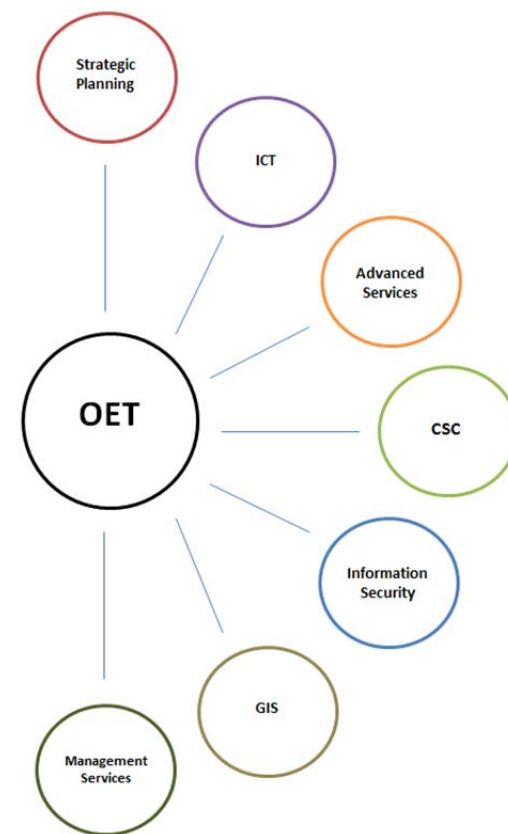 Strategic
Planning
ICT
Advanced
Services
OET
CSC
Information
Security
GIS
Management
Services